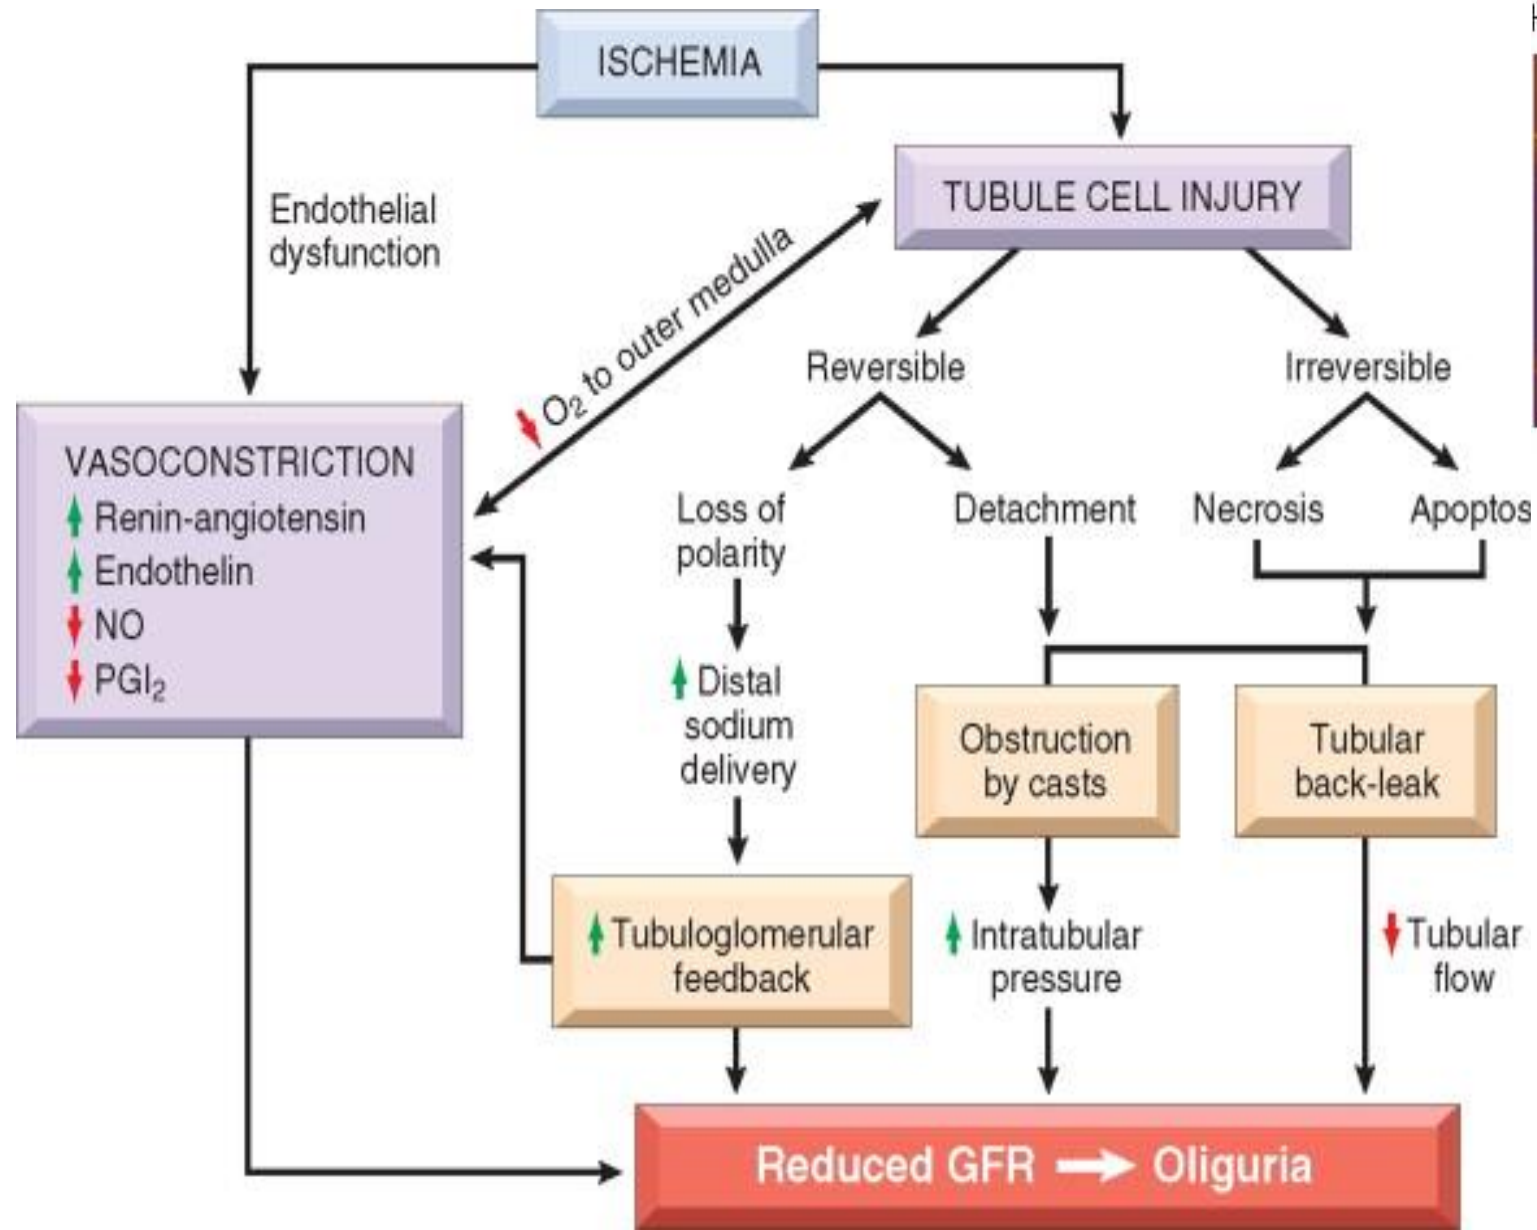 ISCHEMIA
TUBULE CELL INJURY
Endothelial
dysfunction
O₂ to outer medulla
Reversible
Irreversible
VASOCONSTRICTION
Renin-angiotensin
Endothelin
NO
PGI₂
Loss of
polarity
Detachment
Necrosis
Apoptos
Distal
sodium
delivery
Obstruction
by casts
Tubular
back-leak
Tubuloglomerular
feedback
Intratubular
pressure
Tubular
flow
Reduced GFR → Oliguria